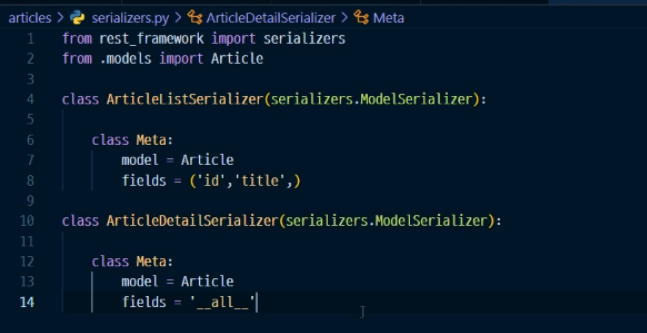 articles > serializers.py > ArticleDetailSerializer > Meta
1 from rest_framework import serializers
2 from .models import Article
3
4 class ArticleListSerializer(serializers.ModelSerializer):
5
6     class Meta:
7         model = Article
8         fields = ('id','title',)
9
10 class ArticleDetailSerializer(serializers.ModelSerializer):
11
12     class Meta:
13         model = Article
14         fields = '__all__'